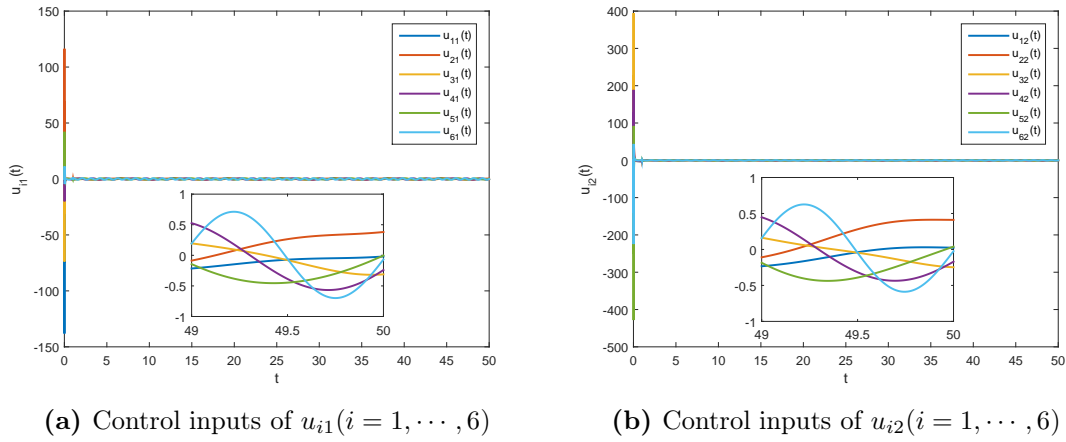 150
100
50
0
-50
-100
-150
u_{i1}(t)
0 5 10 15 20 25 30 35 40 45 50
t
u_{11}(t)
u_{21}(t)
u_{31}(t)
u_{41}(t)
u_{51}(t)
u_{61}(t)
1
0.5
0
-0.5
-1
49 49.5 50
(a) Control inputs of u_{i1}(i = 1, ⋯ , 6)
400
300
200
100
0
-100
-200
-300
-400
-500
u_{i2}(t)
0 5 10 15 20 25 30 35 40 45 50
t
u_{12}(t)
u_{22}(t)
u_{32}(t)
u_{42}(t)
u_{52}(t)
u_{62}(t)
1
0.5
0
-0.5
-1
49 49.5 50
(b) Control inputs of u_{i2}(i = 1, ⋯ , 6)